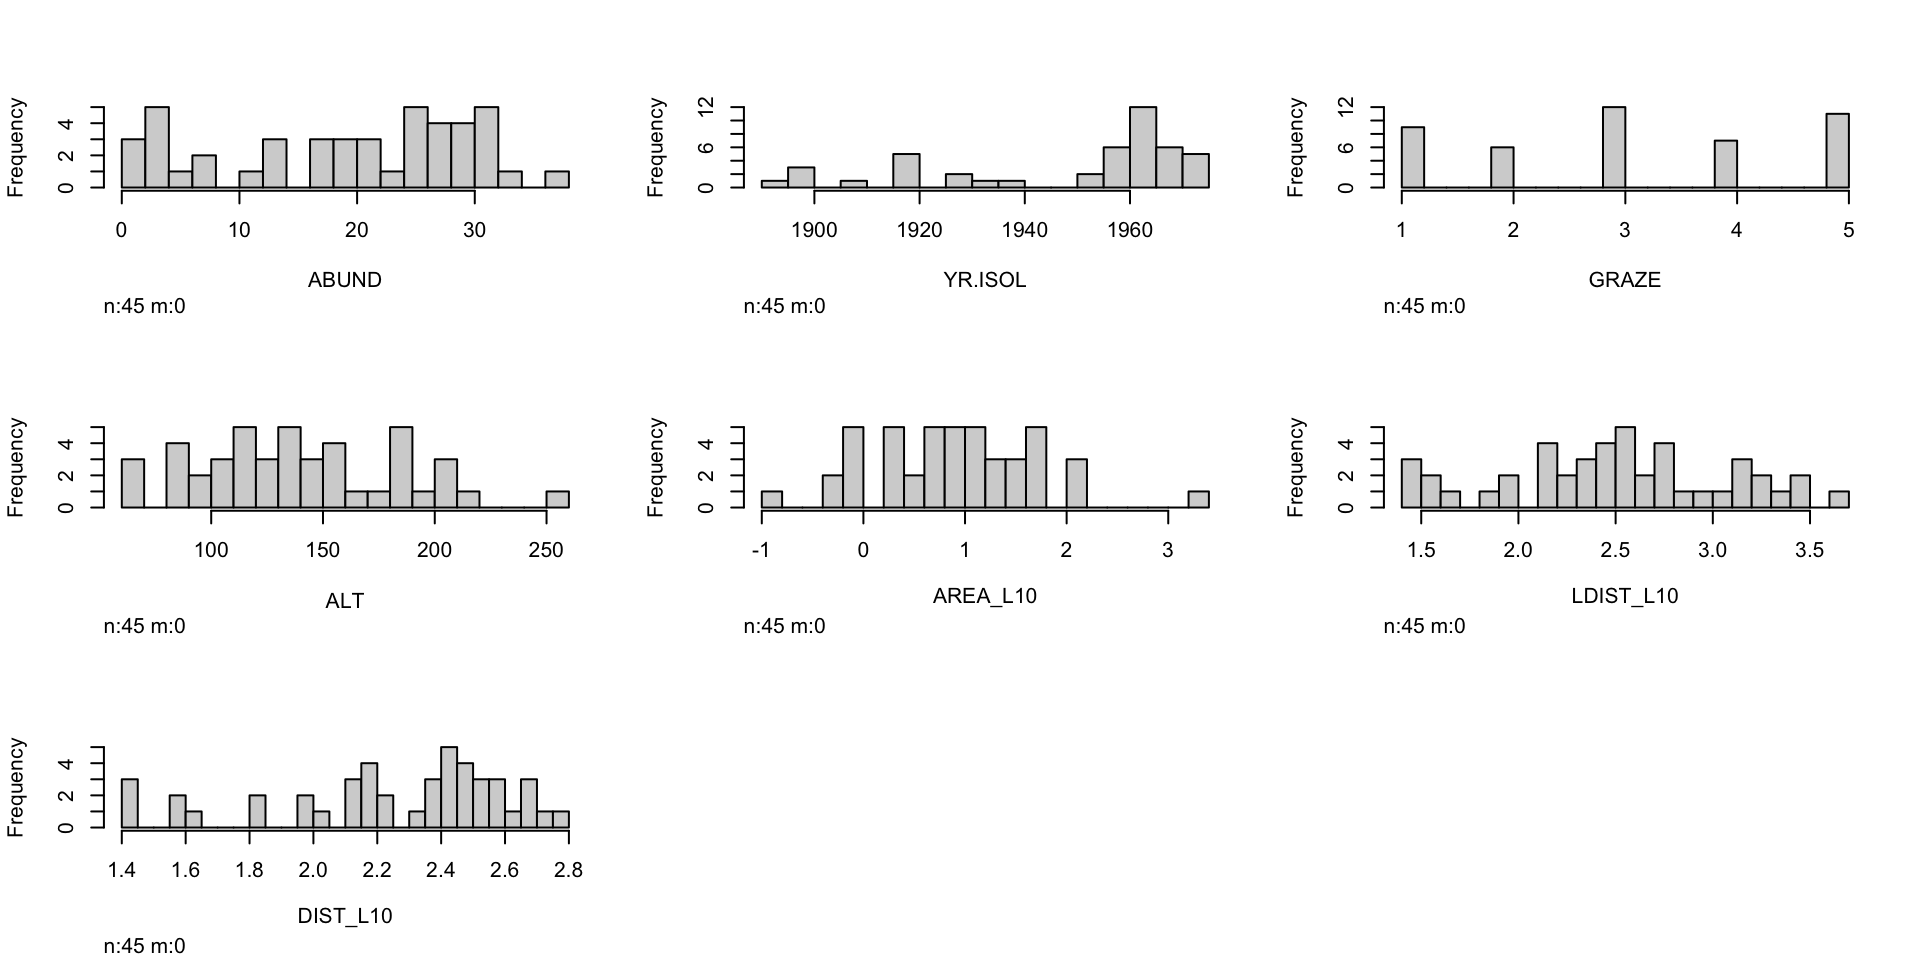 Frequency
0 2 4
0 10 20 30
ABUND
n:45 m:0
Frequency
0 6 12
1900 1920 1940 1960
YR.ISOL
n:45 m:0
Frequency
0 6 12
1 2 3 4 5
GRAZE
n:45 m:0
Frequency
0 2 4
100 150 200 250
ALT
n:45 m:0
Frequency
0 2 4
-1 0 1 2 3
AREA_L10
n:45 m:0
Frequency
0 2 4
1.5 2.0 2.5 3.0 3.5
LDIST_L10
n:45 m:0
Frequency
0 2 4
1.4 1.6 1.8 2.0 2.2 2.4 2.6 2.8
DIST_L10
n:45 m:0